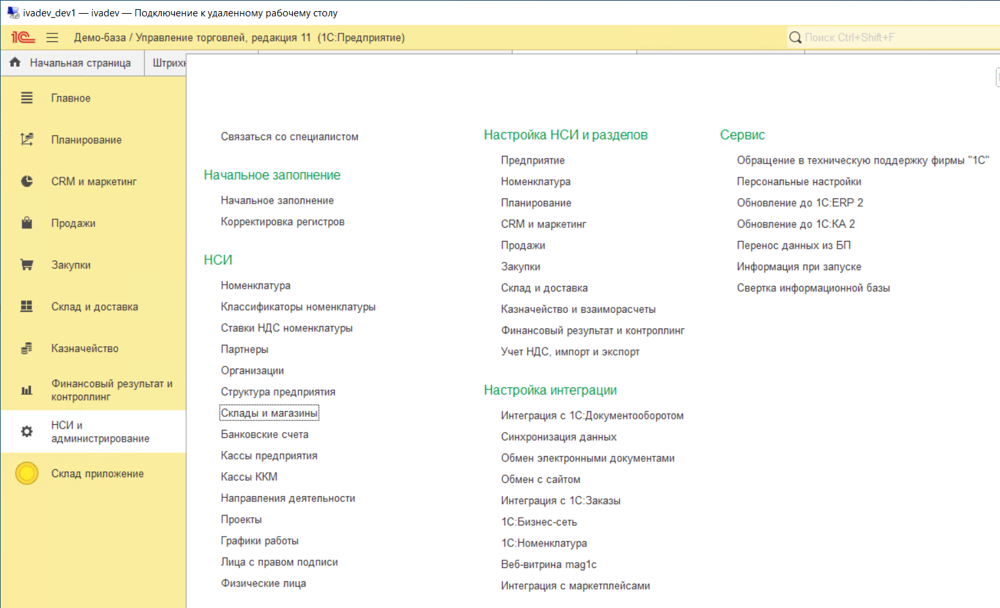 ivadev_dev1 — ivadev — Подключение к удаленному рабочему столу
1С
Демо-база / Управление торговлей, редакция 11 (1С:Предприятие)
Поиск Ctrl+Shift+F
Начальная страница
Главное
Планирование
CRM и маркетинг
Продажи
Закупки
Склад и доставка
Казначейство
Финансовый результат и
контроллинг
НСИ и
администрирование
Склад приложение
Связаться со специалистом
Начальное заполнение
Начальное заполнение
Корректировка регистров
НСИ
Номенклатура
Классификаторы номенклатуры
Ставки НДС номенклатуры
Партнеры
Организации
Структура предприятия
Склады и магазины
Банковские счета
Кассы предприятия
Кассы ККМ
Направления деятельности
Проекты
Графики работы
Лица с правом подписи
Физические лица
Настройка НСИ и разделов
Предприятие
Номенклатура
Планирование
CRM и маркетинг
Продажи
Закупки
Склад и доставка
Казначейство и взаиморасчеты
Финансовый результат и контроллинг
Учет НДС, импорт и экспорт
Настройка интеграции
Интеграция с 1С:Документооборотом
Синхронизация данных
Обмен электронными документами
Обмен с сайтом
Интеграция с 1С:Заказы
1С:Бизнес-сеть
1С:Номенклатура
Веб-витрина mag1c
Интеграция с маркетплейсами
Сервис
Обращение в техническую поддержку фирмы "1С"
Персональные настройки
Обновление до 1С:ERP 2
Обновление до 1С:КА 2
Перенос данных из БП
Информация при запуске
Свертка информационной базы